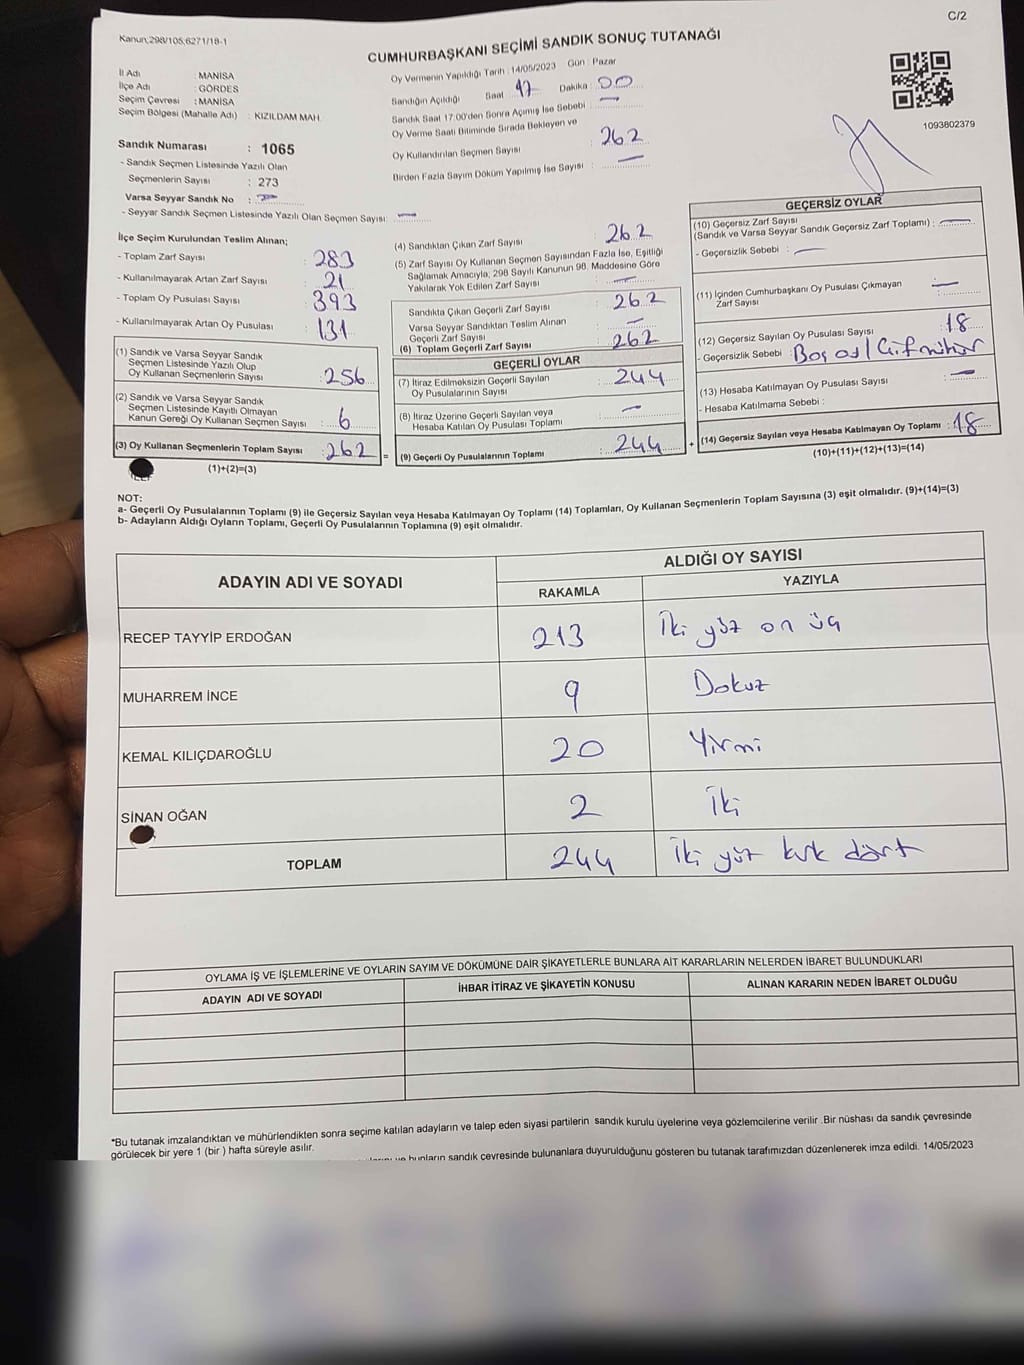 C/2
Kanun,298/105,6271/18-1
CUMHURBAŞKANI SEÇİMİ SANDIK SONUÇ TUTANAĞI
İl Adı : MANİSA
İlçe Adı : GÖRDES
Seçim Çevresi : MANİSA
Seçim Bölgesi (Mahalle Adı) : KIZILDAM MAH.
Oy Vermenin Yapıldığı Tarih : 14/05/2023 Gün : Pazar
Sandığın Açıldığı Saat 17 Dakika : 00
Sandık Saat 17:00'den Sonra Açımış İse Sebebi : —
Oy Verme Saati Bitiminde Sırada Bekleyen ve
Oy Kullandırılan Seçmen Sayısı : 262
Birden Fazla Sayım Döküm Yapılmış İse Sayısı : —
1093802379
Sandık Numarası : 1065
- Sandık Seçmen Listesinde Yazılı Olan
Seçmenlerin Sayısı : 273
Varsa Seyyar Sandık No : —
- Seyyar Sandık Seçmen Listesinde Yazılı Olan Seçmen Sayısı: —
İlçe Seçim Kurulundan Teslim Alınan;
- Toplam Zarf Sayısı : 283
- Kullanılmayarak Artan Zarf Sayısı : 21
- Toplam Oy Pusulası Sayısı : 393
- Kullanılmayarak Artan Oy Pusulası : 131
(1) Sandık ve Varsa Seyyar Sandık
Seçmen Listesinde Yazılı Olup
Oy Kullanan Seçmenlerin Sayısı : 256
(2) Sandık ve Varsa Seyyar Sandık
Seçmen Listesinde Kayıtlı Olmayan
Kanun Gereği Oy Kullanan Seçmen Sayısı : 6
(3) Oy Kullanan Seçmenlerin Toplam Sayısı : 262 =
(1)+(2)=(3)
(4) Sandıktan Çıkan Zarf Sayısı : 262
(5) Zarf Sayısı Oy Kullanan Seçmen Sayısından Fazla İse, Eşitliği
Sağlamak Amacıyla, 298 Sayılı Kanunun 98. Maddesine Göre
Yakılarak Yok Edilen Zarf Sayısı : —
Sandıkta Çıkan Geçerli Zarf Sayısı : 262
Varsa Seyyar Sandıktan Teslim Alınan
Geçerli Zarf Sayısı : —
(6) Toplam Geçerli Zarf Sayısı : 262
GEÇERLİ OYLAR
(7) İtiraz Edilmeksizin Geçerli Sayılan
Oy Pusulalarının Sayısı : 244
(8) İtiraz Üzerine Geçerli Sayılan veya
Hesaba Katılan Oy Pusulası Toplamı : —
(9) Geçerli Oy Pusulalarının Toplamı : 244 +
GEÇERSİZ OYLAR
(10) Geçersiz Zarf Sayısı
(Sandık ve Varsa Seyyar Sandık Geçersiz Zarf Toplamı) : —
- Geçersizlik Sebebi : —
(11) İçinden Cumhurbaşkanı Oy Pusulası Çıkmayan
Zarf Sayısı : —
(12) Geçersiz Sayılan Oy Pusulası Sayısı : 18
- Geçersizlik Sebebi : Boş oy / Çift mühür
(13) Hesaba Katılmayan Oy Pusulası Sayısı : —
- Hesaba Katılmama Sebebi :
(14) Geçersiz Sayılan veya Hesaba Katılmayan Oy Toplamı : 18
(10)+(11)+(12)+(13)=(14)
NOT:
a- Geçerli Oy Pusulalarının Toplamı (9) ile Geçersiz Sayılan veya Hesaba Katılmayan Oy Toplamı (14) Toplamları, Oy Kullanan Seçmenlerin Toplam Sayısına (3) eşit olmalıdır. (9)+(14)=(3)
b- Adayların Aldığı Oyların Toplamı, Geçerli Oy Pusulalarının Toplamına (9) eşit olmalıdır.
ADAYIN ADI VE SOYADI
ALDIĞI OY SAYISI
RAKAMLA YAZIYLA
RECEP TAYYİP ERDOĞAN 213 İki yüz on üç
MUHARREM İNCE 9 Dokuz
KEMAL KILIÇDAROĞLU 20 Yirmi
SİNAN OĞAN 2 İki
TOPLAM 244 İki yüz kırk dört
OYLAMA İŞ VE İŞLEMLERİNE VE OYLARIN SAYIM VE DÖKÜMÜNE DAİR ŞİKAYETLERLE BUNLARA AİT KARARLARIN NELERDEN İBARET BULUNDUKLARI
ADAYIN ADI VE SOYADI İHBAR İTİRAZ VE ŞİKAYETİN KONUSU ALINAN KARARIN NEDEN İBARET OLDUĞU
*Bu tutanak imzalandıktan ve mühürlendikten sonra seçime katılan adayların ve talep eden siyasi partilerin sandık kurulu üyelerine veya gözlemcilerine verilir .Bir nüshası da sandık çevresinde
görülecek bir yere 1 (bir ) hafta süreyle asılır.
ve bunların sandık çevresinde bulunanlara duyurulduğunu gösteren bu tutanak tarafımızdan düzenlenerek imza edildi. 14/05/2023